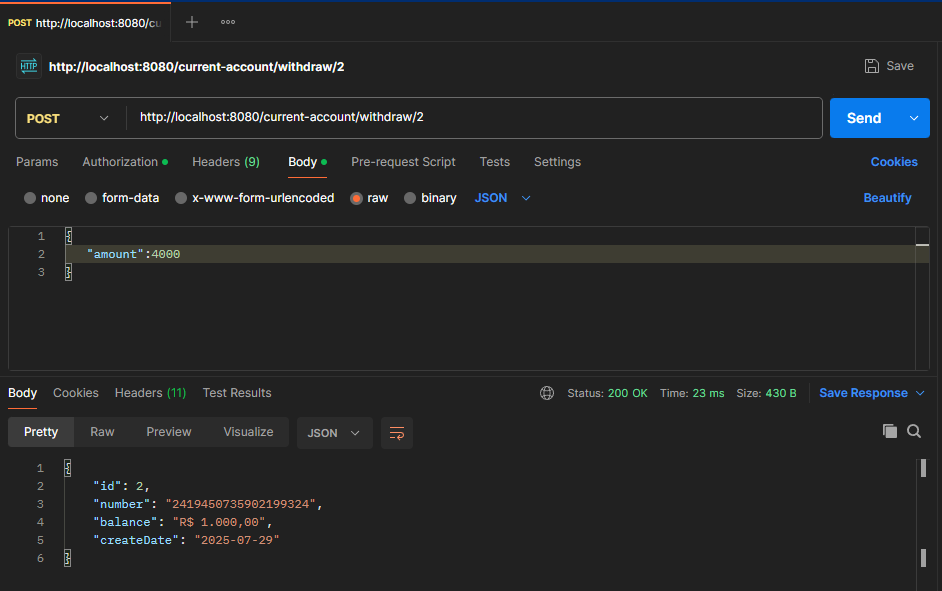 POST http://localhost:8080/cu
http://localhost:8080/current-account/withdraw/2
Save
POST http://localhost:8080/current-account/withdraw/2 Send
Params Authorization Headers (9) Body Pre-request Script Tests Settings Cookies
none form-data x-www-form-urlencoded raw binary JSON Beautify
1 {
2 "amount":4000
3 }
Body Cookies Headers (11) Test Results Status: 200 OK Time: 23 ms Size: 430 B Save Response
Pretty Raw Preview Visualize JSON
1 {
2 "id": 2,
3 "number": "2419450735902199324",
4 "balance": "R$ 1.000,00",
5 "createDate": "2025-07-29"
6 }